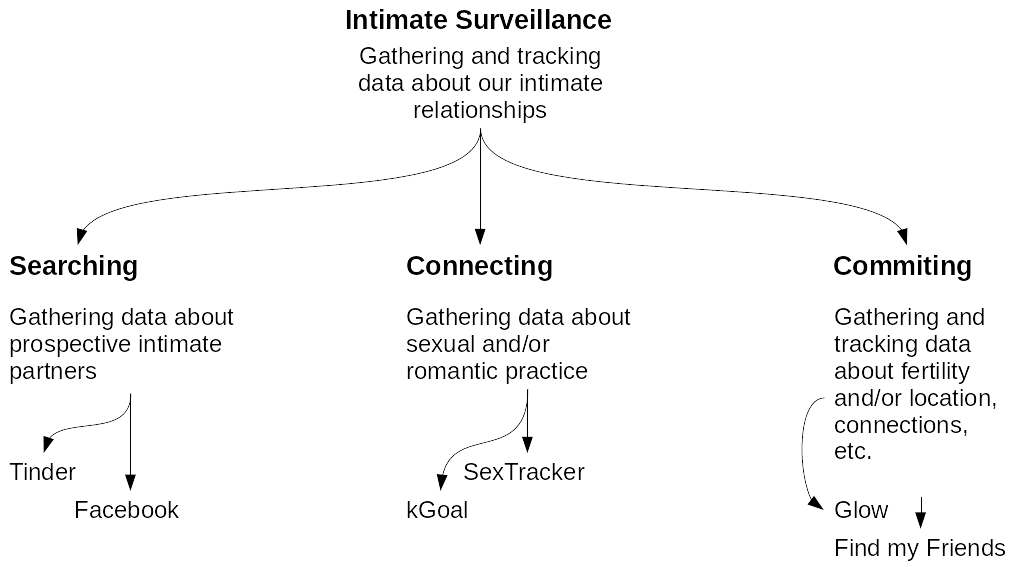 Intimate Surveillance
Gathering and tracking
data about our intimate
relationships
Searching
Gathering data about
prospective intimate
partners
Tinder
Facebook
Connecting
Gathering data about
sexual and/or
romantic practice
SexTracker
kGoal
Commiting
Gathering and
tracking data
about fertility
and/or location,
connections,
etc.
Glow
Find my Friends